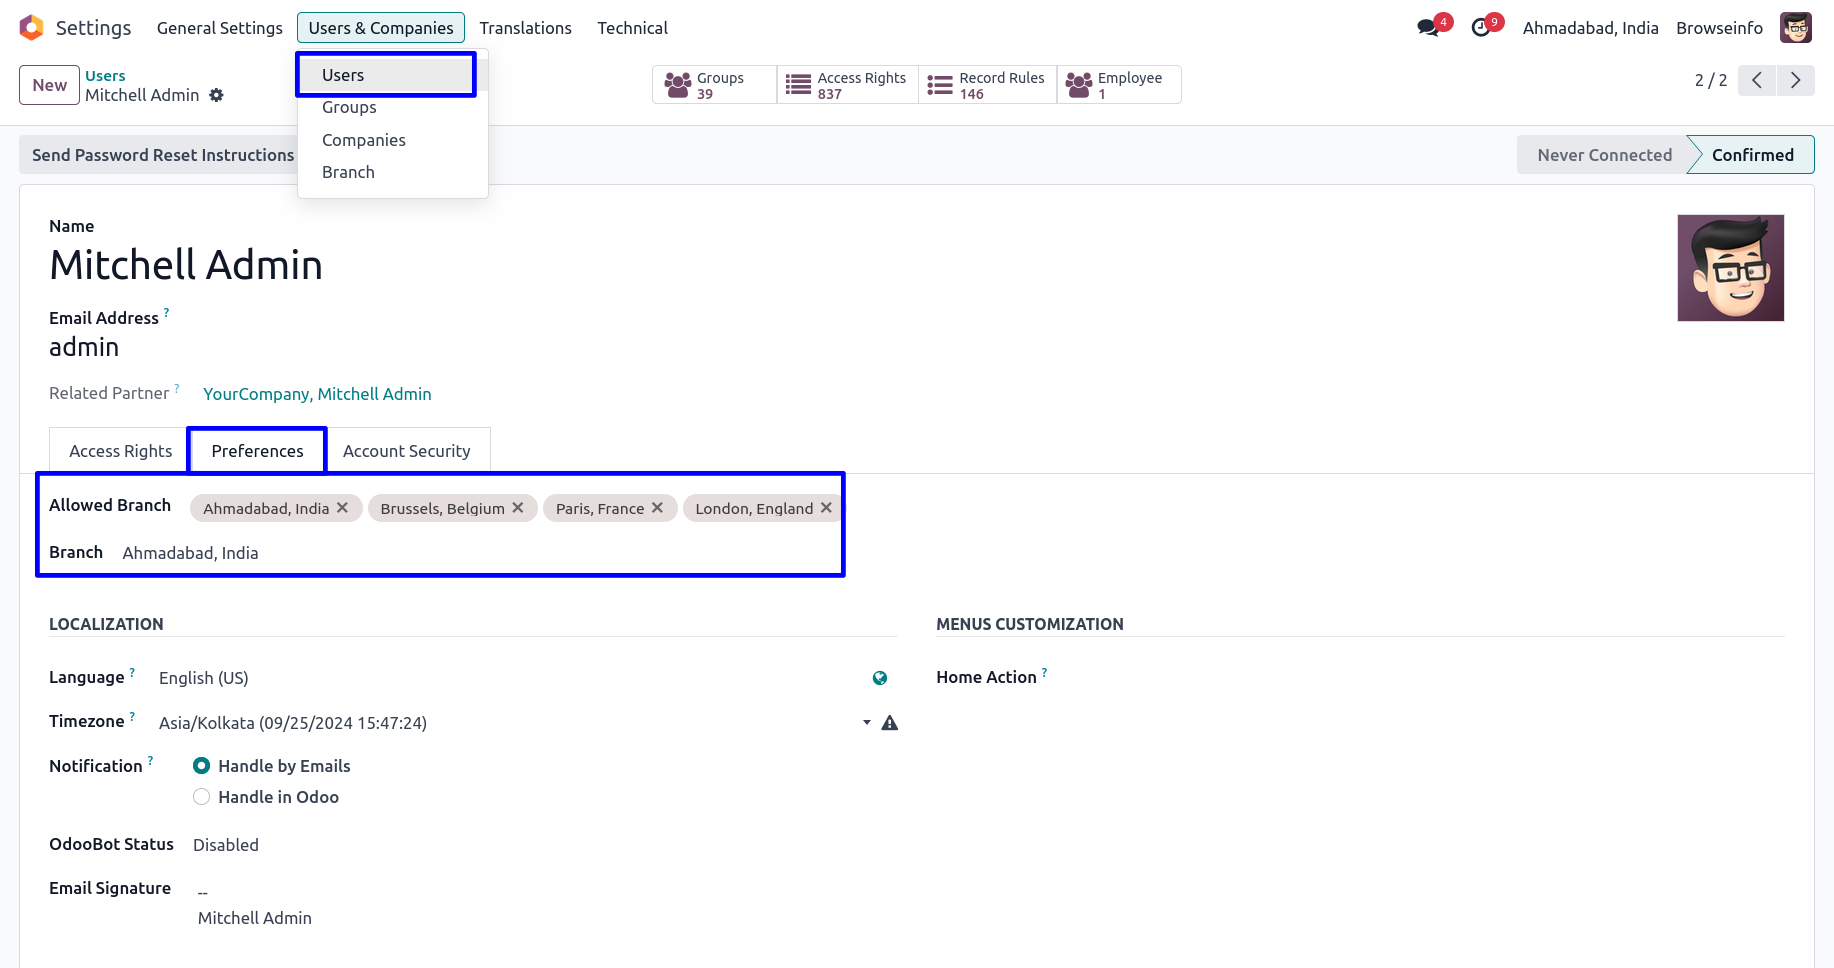 Settings General Settings Users & Companies Translations Technical 4 9 Ahmadabad, India Browseinfo
Users
Groups
Companies
Branch
New
Users
Mitchell Admin
Groups
39
Access Rights
837
Record Rules
146
Employee
1
2 / 2
Send Password Reset Instructions
Never Connected Confirmed
Name
Mitchell Admin
Email Address ?
admin
Related Partner ? YourCompany, Mitchell Admin
Access Rights Preferences Account Security
Allowed Branch Ahmadabad, India ✕ Brussels, Belgium ✕ Paris, France ✕ London, England ✕
Branch Ahmadabad, India
LOCALIZATION
Language ? English (US)
Timezone ? Asia/Kolkata (09/25/2024 15:47:24)
Notification ? Handle by Emails
Handle in Odoo
OdooBot Status Disabled
Email Signature --
Mitchell Admin
MENUS CUSTOMIZATION
Home Action ?